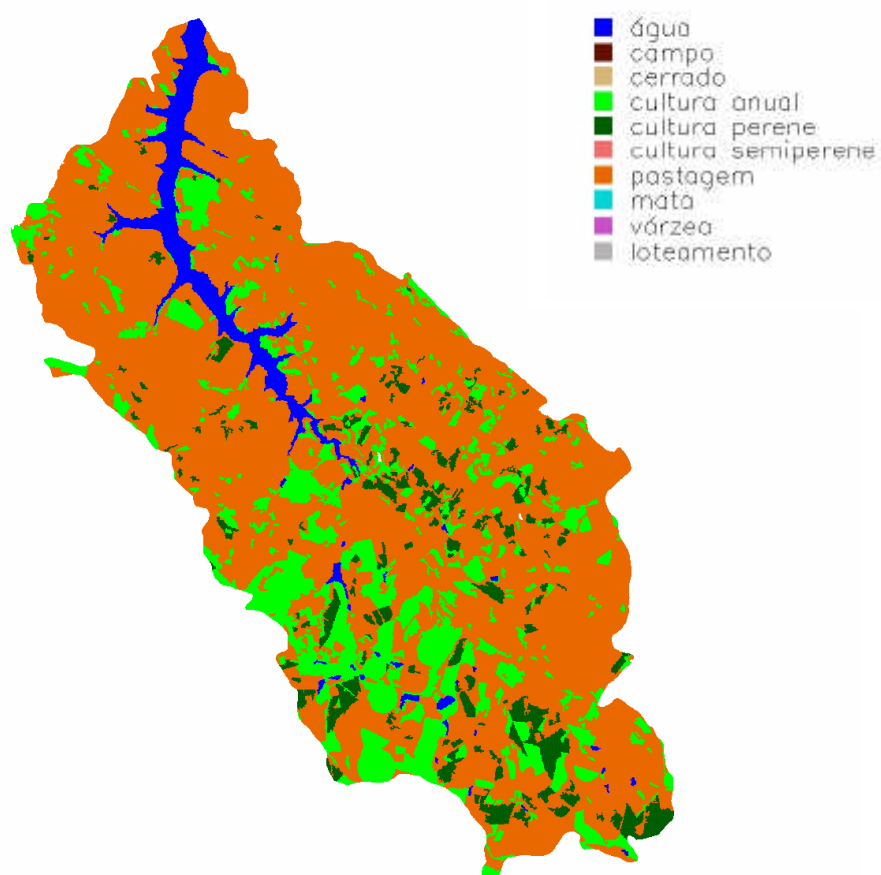 água
campo
cerrado
cultura anual
cultura perene
cultura semiperene
pastagem
mata
várzea
loteamento